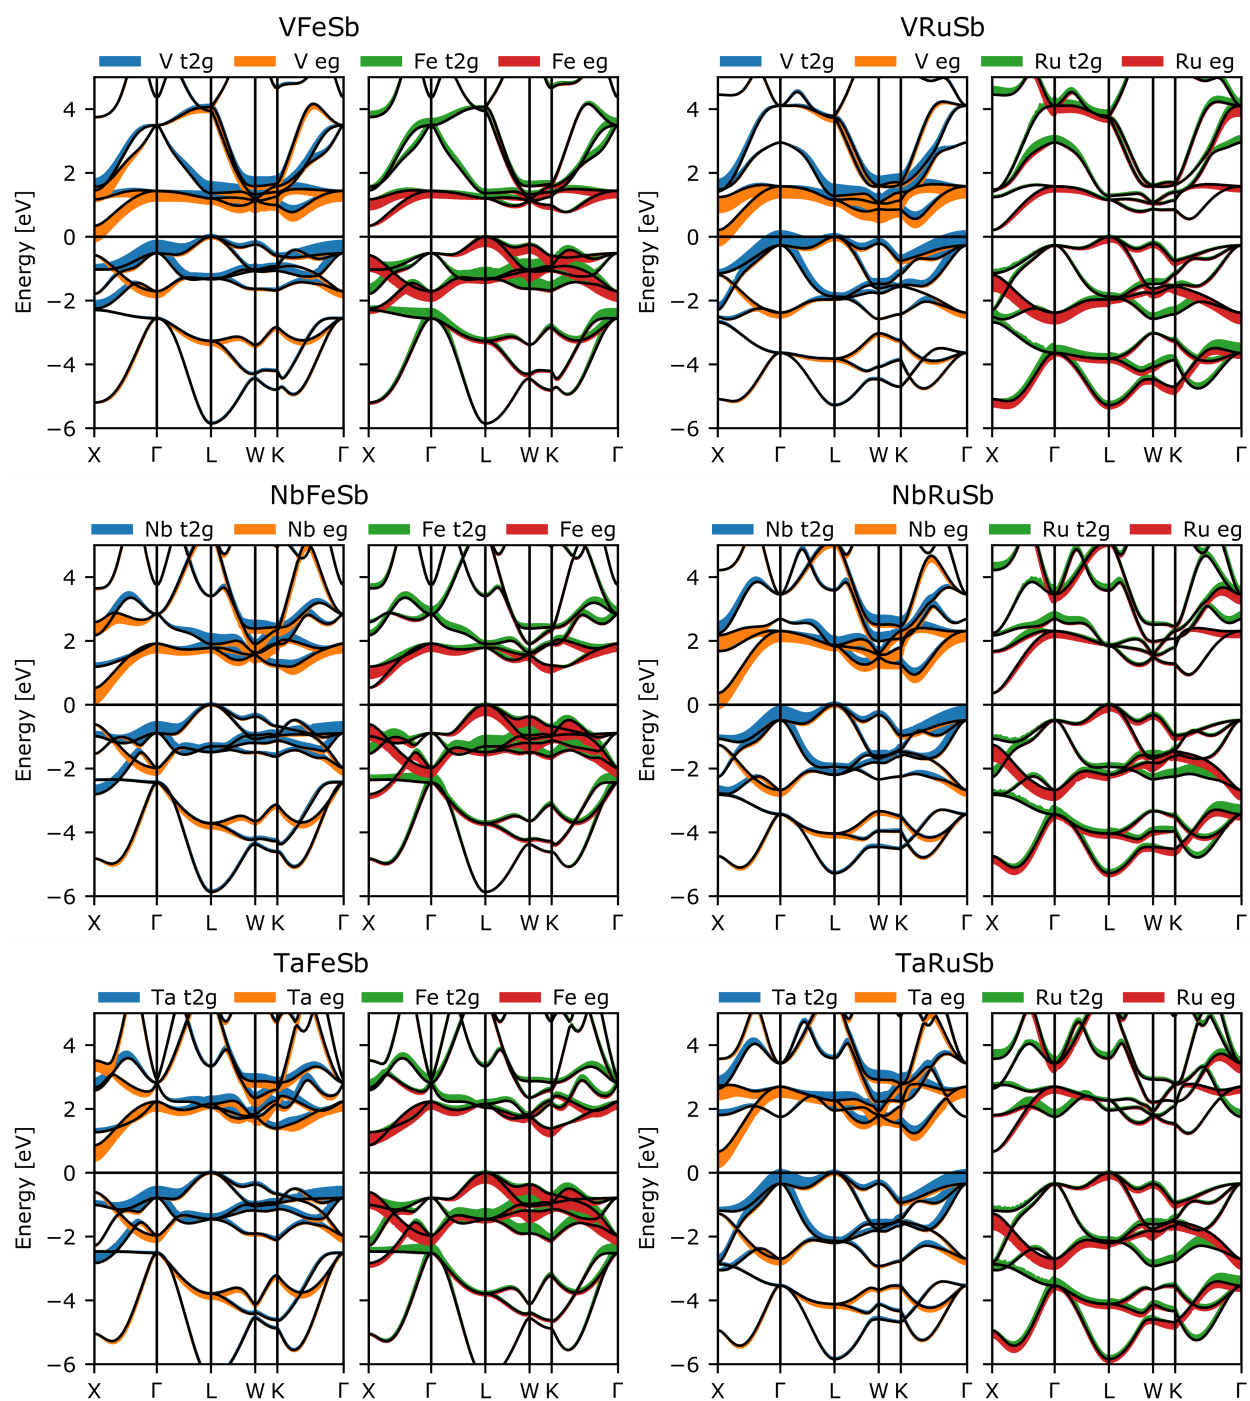 VFeSb
VRuSb
V t2g V eg Fe t2g Fe eg
V t2g V eg Ru t2g Ru eg
Energy [eV]
4
2
0
−2
−4
−6
X Γ L W K Γ
X Γ L W K Γ
Energy [eV]
4
2
0
−2
−4
−6
X Γ L W K Γ
X Γ L W K Γ
NbFeSb
NbRuSb
Nb t2g Nb eg Fe t2g Fe eg
Nb t2g Nb eg Ru t2g Ru eg
Energy [eV]
4
2
0
−2
−4
−6
X Γ L W K Γ
X Γ L W K Γ
Energy [eV]
4
2
0
−2
−4
−6
X Γ L W K Γ
X Γ L W K Γ
TaFeSb
TaRuSb
Ta t2g Ta eg Fe t2g Fe eg
Ta t2g Ta eg Ru t2g Ru eg
Energy [eV]
4
2
0
−2
−4
−6
X Γ L W K Γ
X Γ L W K Γ
Energy [eV]
4
2
0
−2
−4
−6
X Γ L W K Γ
X Γ L W K Γ